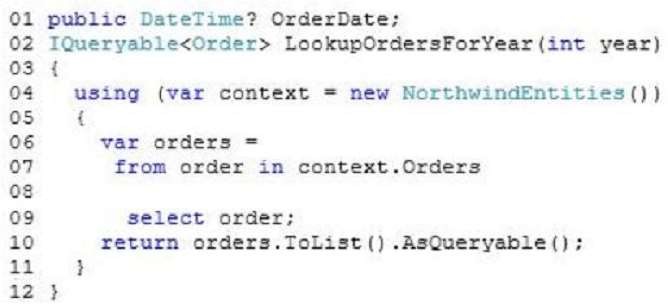 01 public DateTime? OrderDate;
02 IQueryable<Order> LookupOrdersForYear(int year)
03 {
04   using (var context = new NorthwindEntities())
05   {
06     var orders =
07      from order in context.Orders
08
09       select order;
10     return orders.ToList().AsQueryable();
11   }
12 }